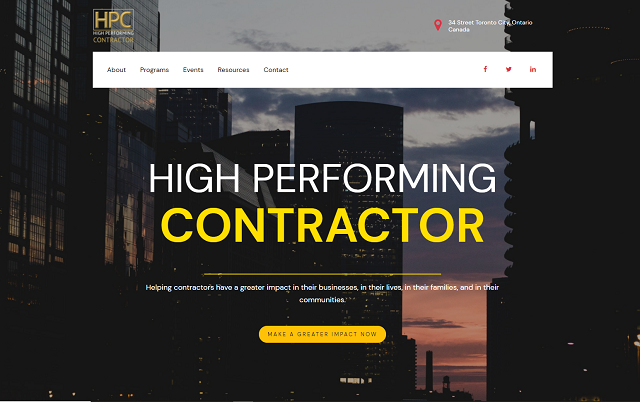 HPC
HIGH PERFORMING
CONTRACTOR
34 Street Toronto City, Ontario
Canada
About Programs Events Resources Contact
HIGH PERFORMING
CONTRACTOR
Helping contractors have a greater impact in their businesses, in their lives, in their families, and in their
communities.
MAKE A GREATER IMPACT NOW